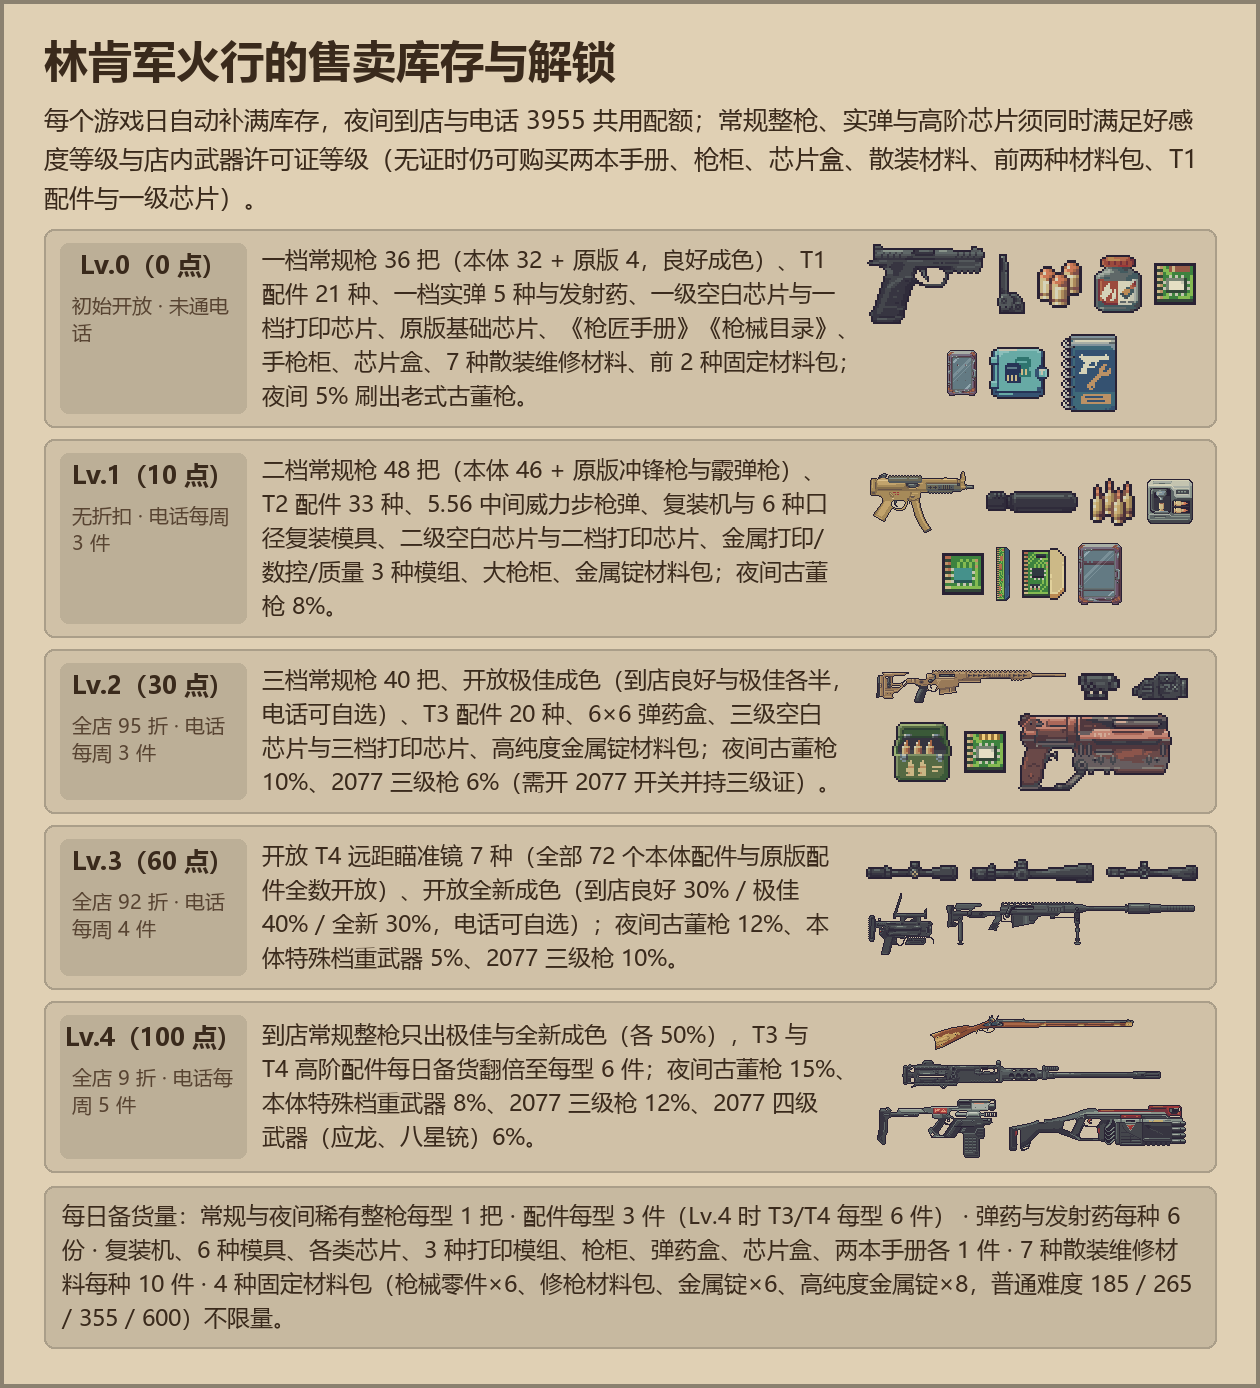 林肯军火行的售卖库存与解锁
每个游戏日自动补满库存，夜间到店与电话 3955 共用配额；常规整枪、实弹与高阶芯片须同时满足好感
度等级与店内武器许可证等级（无证时仍可购买两本手册、枪柜、芯片盒、散装材料、前两种材料包、T1
配件与一级芯片）。
Lv.0（0 点）
初始开放 · 未通电
话
一档常规枪 36 把（本体 32 + 原版 4，良好成色）、T1
配件 21 种、一档实弹 5 种与发射药、一级空白芯片与一
档打印芯片、原版基础芯片、《枪匠手册》《枪械目录》、
手枪柜、芯片盒、7 种散装维修材料、前 2 种固定材料包；
夜间 5% 刷出老式古董枪。
Lv.1（10 点）
无折扣 · 电话每周
3 件
二档常规枪 48 把（本体 46 + 原版冲锋枪与霰弹枪）、
T2 配件 33 种、5.56 中间威力步枪弹、复装机与 6 种口
径复装模具、二级空白芯片与二档打印芯片、金属打印/
数控/质量 3 种模组、大枪柜、金属锭材料包；夜间古董
枪 8%。
Lv.2（30 点）
全店 95 折 · 电话
每周 3 件
三档常规枪 40 把、开放极佳成色（到店良好与极佳各半，
电话可自选）、T3 配件 20 种、6×6 弹药盒、三级空白
芯片与三档打印芯片、高纯度金属锭材料包；夜间古董枪
10%、2077 三级枪 6%（需开 2077 开关并持三级证）。
Lv.3（60 点）
全店 92 折 · 电话
每周 4 件
开放 T4 远距瞄准镜 7 种（全部 72 个本体配件与原版配
件全数开放）、开放全新成色（到店良好 30% / 极佳
40% / 全新 30%，电话可自选）；夜间古董枪 12%、本
体特殊档重武器 5%、2077 三级枪 10%。
Lv.4（100 点）
全店 9 折 · 电话每
周 5 件
到店常规整枪只出极佳与全新成色（各 50%），T3 与
T4 高阶配件每日备货翻倍至每型 6 件；夜间古董枪 15%、
本体特殊档重武器 8%、2077 三级枪 12%、2077 四级
武器（应龙、八星铳）6%。
每日备货量：常规与夜间稀有整枪每型 1 把 · 配件每型 3 件（Lv.4 时 T3/T4 每型 6 件） · 弹药与发射药每种 6
份 · 复装机、6 种模具、各类芯片、3 种打印模组、枪柜、弹药盒、芯片盒、两本手册各 1 件 · 7 种散装维修材
料每种 10 件 · 4 种固定材料包（枪械零件×6、修枪材料包、金属锭×6、高纯度金属锭×8，普通难度 185 / 265
/ 355 / 600）不限量。